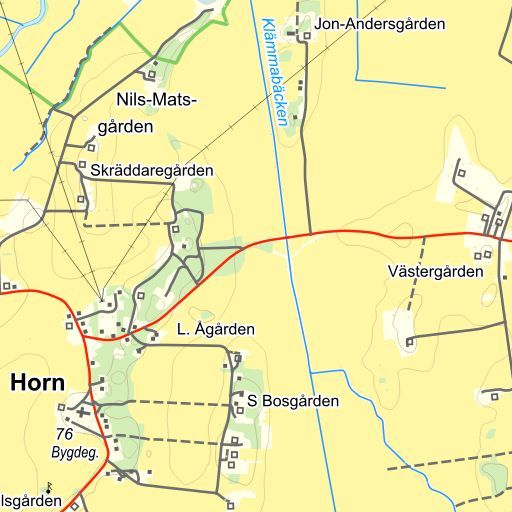 Jon-Andersgården
Klämmabäcken
Nils-Mats-
gården
Skräddaregården
Västergården
L. Ågården
Horn
S Bosgården
76
Bygdeg.
lsgården